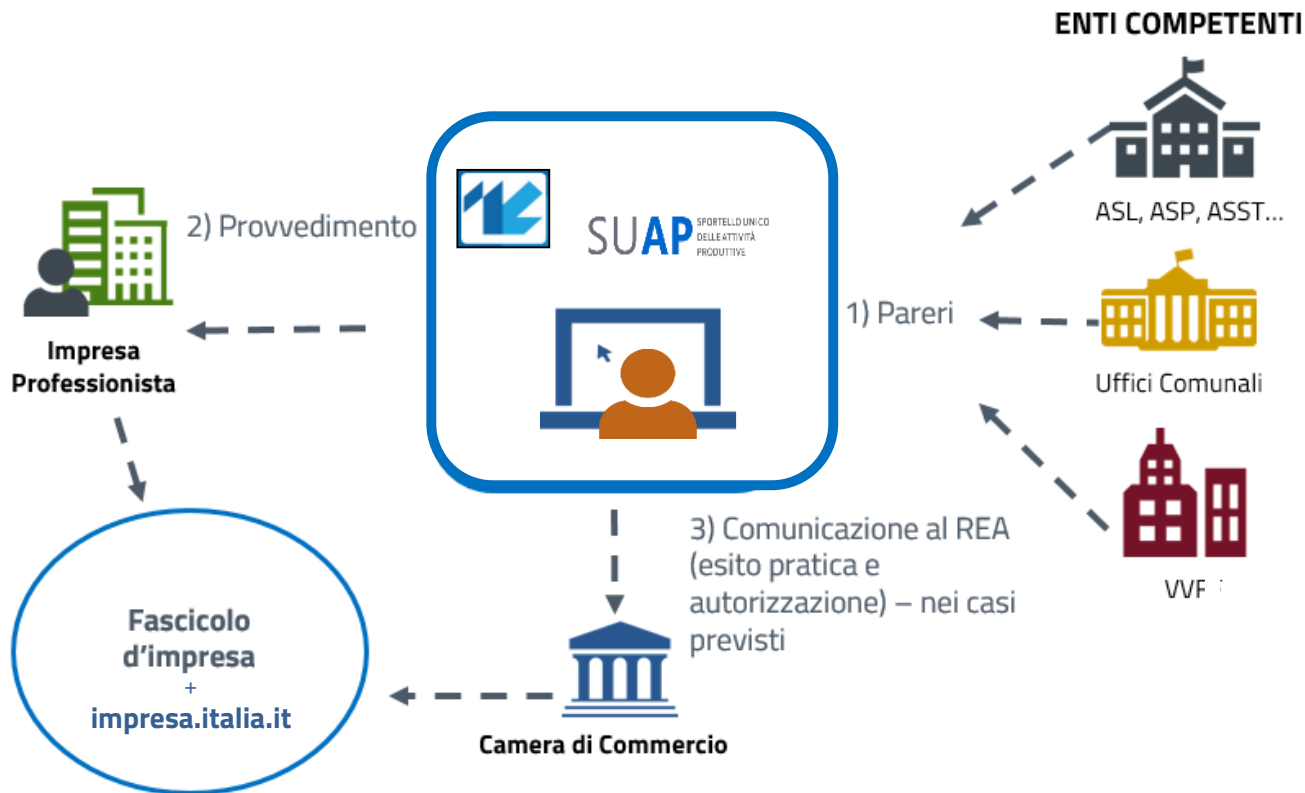 ENTI COMPETENTI
ASL, ASP, ASST...
2) Provvedimento
SUAP
SPORTELLO UNICO
DELLE ATTIVITÀ
PRODUTTIVE
1) Pareri
Impresa
Professionista
Uffici Comunali
3) Comunicazione al REA
(esito pratica e
autorizzazione) – nei casi
previsti
Fascicolo
d'impresa
+
impresa.italia.it
Camera di Commercio